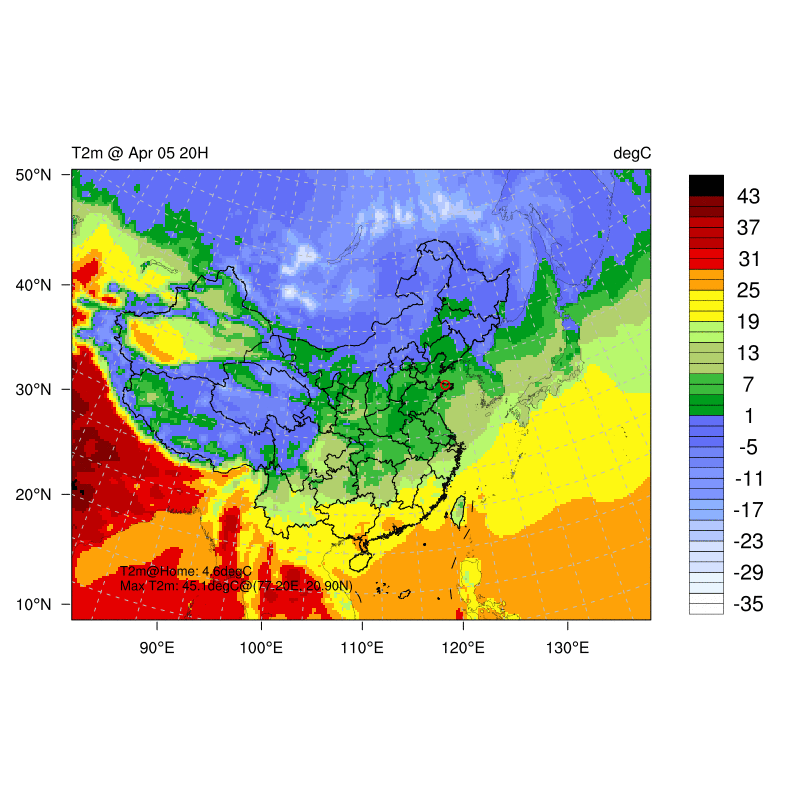 T2m @ Apr 05 20H
degC
50°N
40°N
30°N
20°N
10°N
90°E
100°E
110°E
120°E
130°E
43
37
31
25
19
13
7
1
-5
-11
-17
-23
-29
-35
T2m@Home: 4.6degC
Max T2m: 45.1degC@(77.20E, 20.90N)